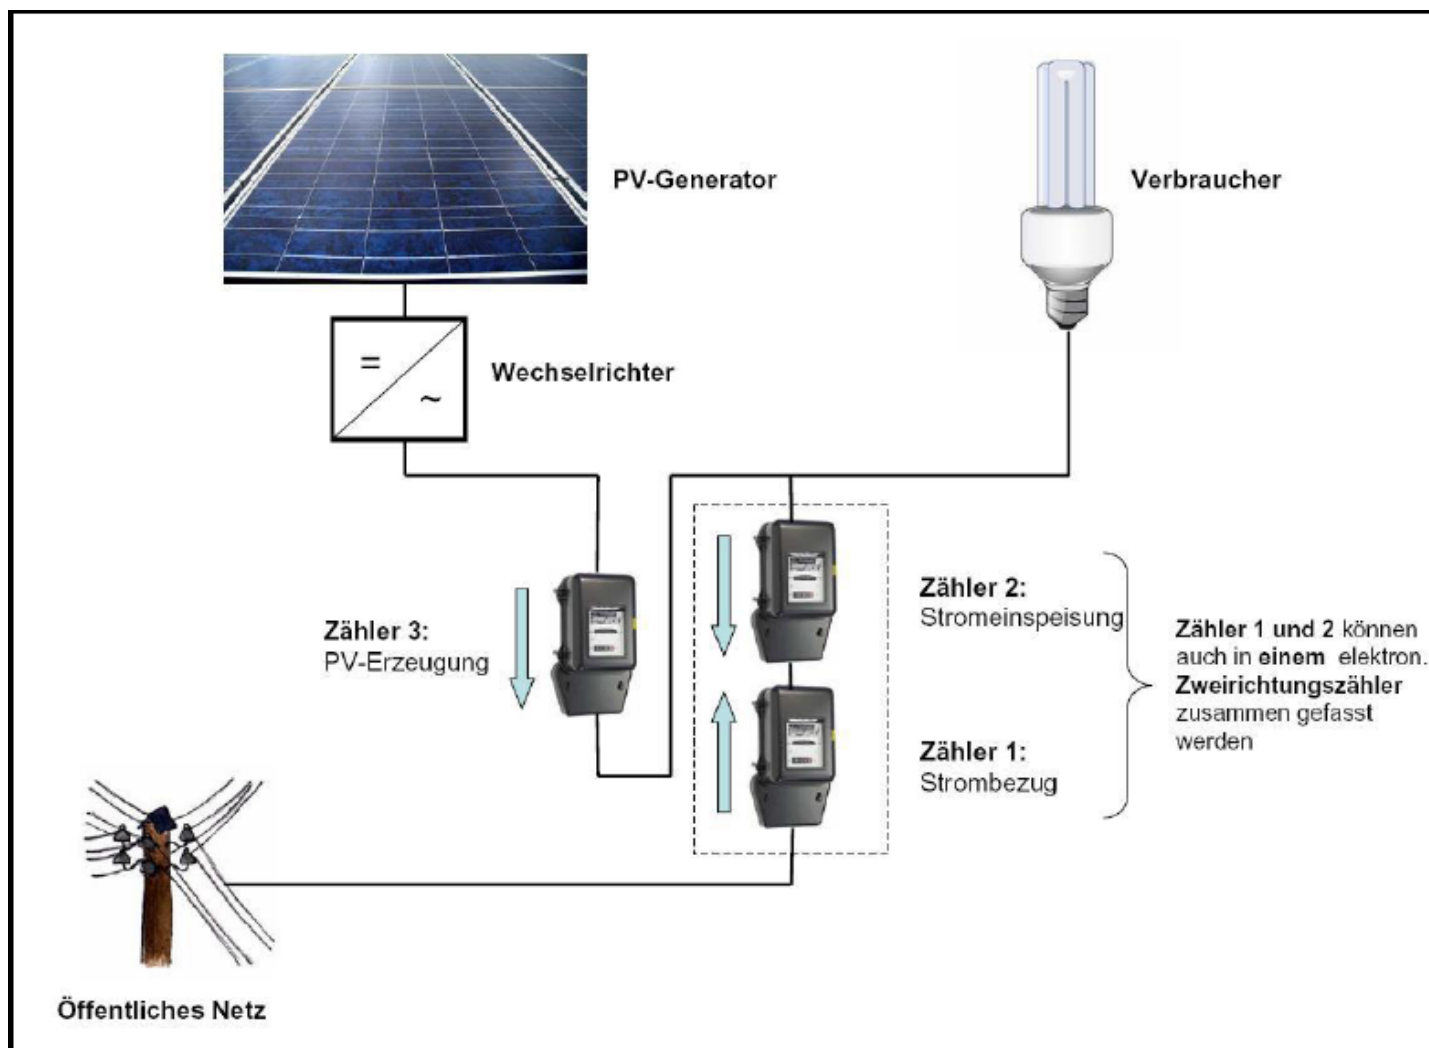 PV-Generator
Verbraucher
=
~
Wechselrichter
Zähler 3:
PV-Erzeugung
Zähler 2:
Stromeinspeisung
Zähler 1:
Strombezug
Zähler 1 und 2 können
auch in einem elektron.
Zweirichtungszähler
zusammen gefasst
werden
Öffentliches Netz